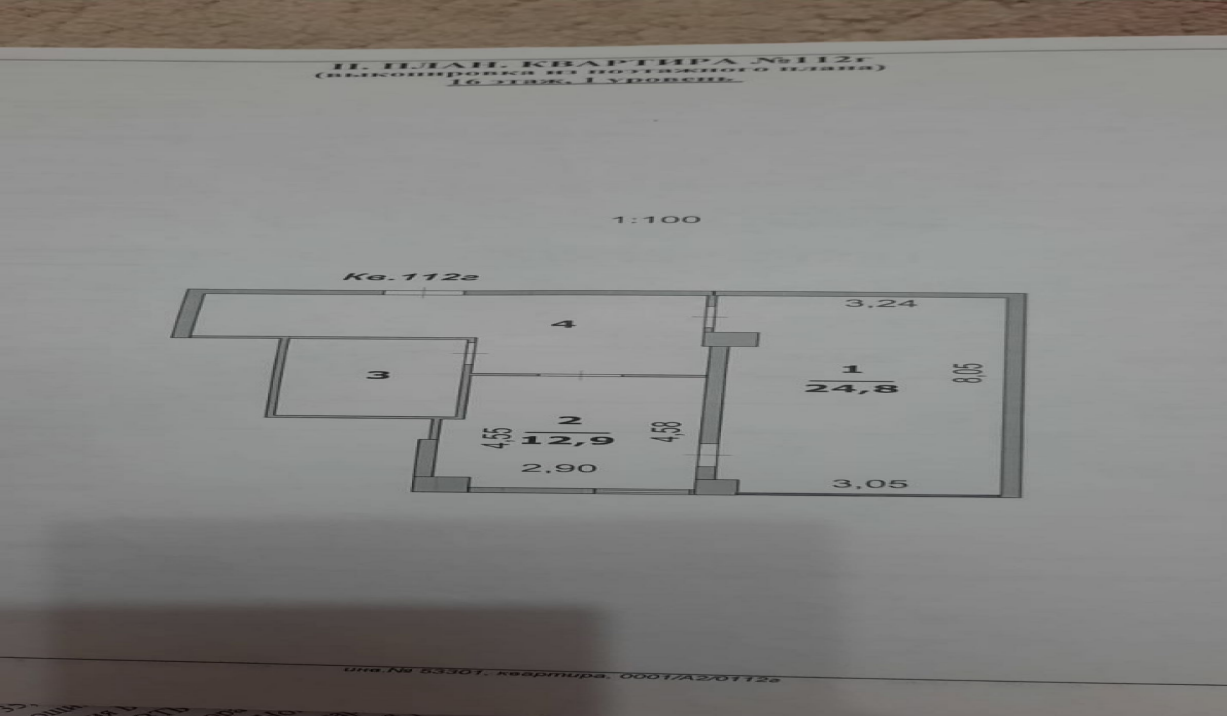 II. ПЛАН. КВАРТИРА №112г
(выкопировка из поэтажного плана)
16 этаж, 1 уровень
1:100
Кв.112г
3,24
4
1
24,8
8,05
3
2
12,9
4,55
4,58
2,90
3,05
инв.№ 53301, квартира, 0001/А2/0112г